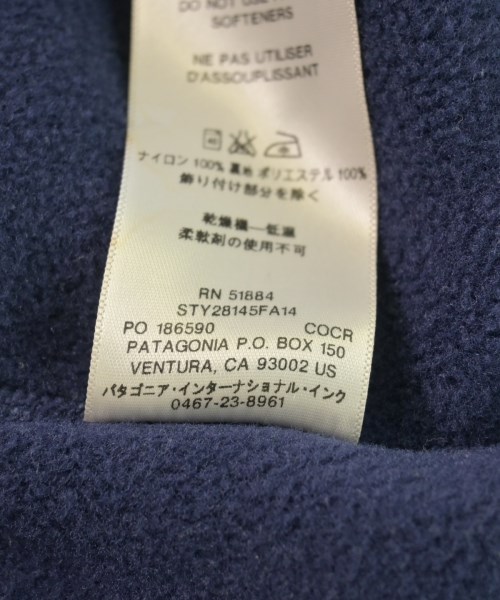 DO NOT USE
SOFTENERS
NE PAS UTILISER
D'ASSOUPLISSANT
ナイロン 100% 裏地 ポリエステル 100%
飾り付け部分を除く
乾燥機―低温
柔軟剤の使用不可
RN 51884
STY28145FA14
PO 186590 COCR
PATAGONIA P.O. BOX 150
VENTURA, CA 93002 US
パタゴニア・インターナショナル・インク
0467-23-8961